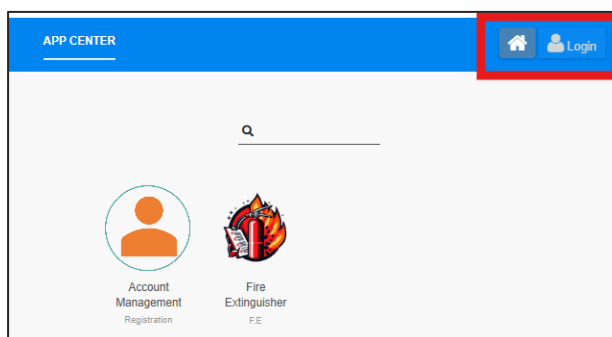 APP CENTER
Login
Account
Management
Registration
Fire
Extinguisher
F.E